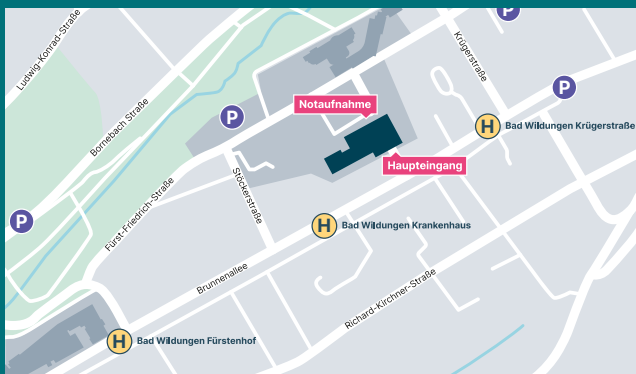 P
Ludwig-Konrad-Straße
Krügerstraße
P
Bornebach Straße
Notaufnahme
P
H Bad Wildungen Krügerstraße
Haupteingang
Stöckerstraße
Fürst-Friedrich-Straße
P
H Bad Wildungen Krankenhaus
Brunnenallee
Richard-Kirchner-Straße
H Bad Wildungen Fürstenhof